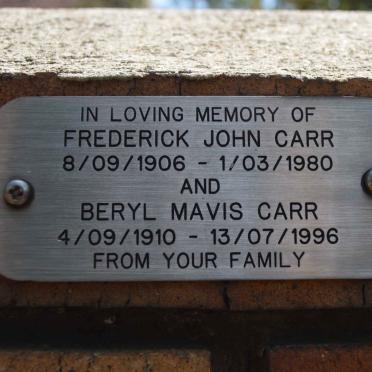 IN LOVING MEMORY OF
FREDERICK JOHN CARR
8/09/1906 - 1/03/1980
AND
BERYL MAVIS CARR
4/09/1910 - 13/07/1996
FROM YOUR FAMILY